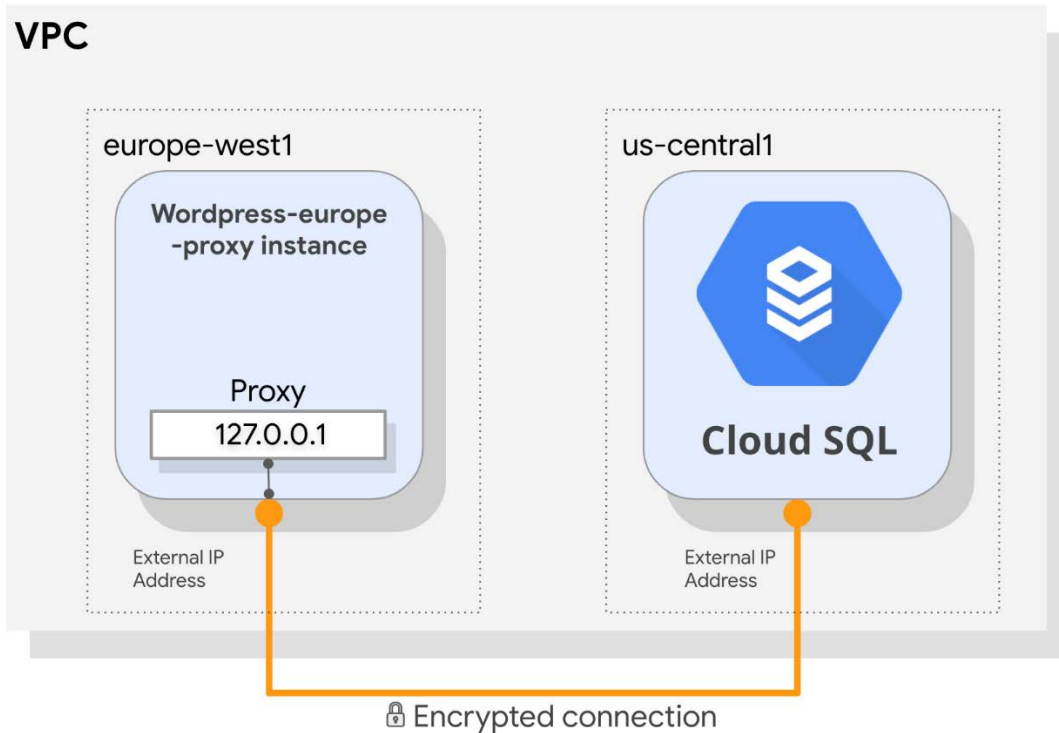 VPC
europe-west1
Wordpress-europe
-proxy instance
Proxy
127.0.0.1
External IP
Address
us-central1
Cloud SQL
External IP
Address
Encrypted connection